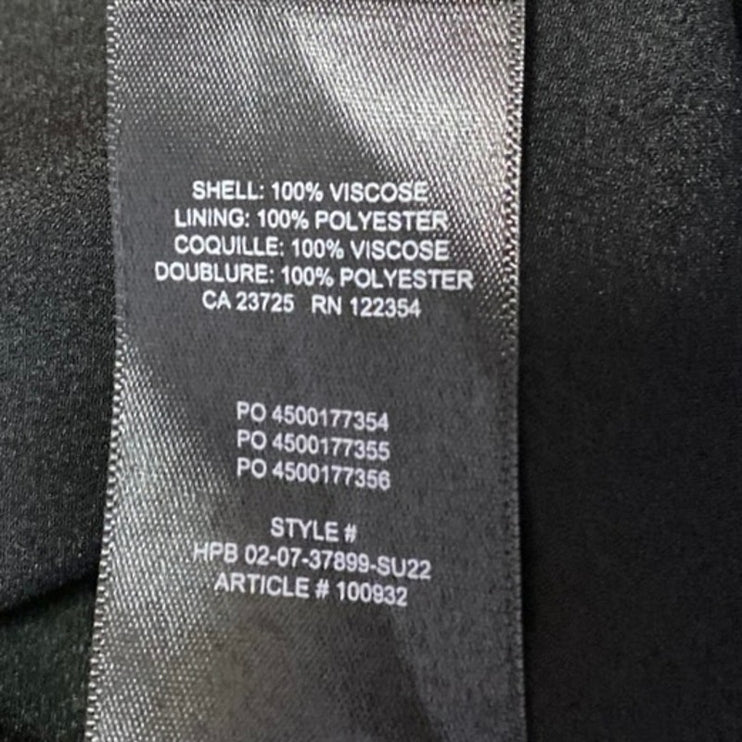 SHELL: 100% VISCOSE
LINING: 100% POLYESTER
COQUILLE: 100% VISCOSE
DOUBLURE: 100% POLYESTER
CA 23725 RN 122354
PO 4500177354
PO 4500177355
PO 4500177356
STYLE #
HPB 02-07-37899-SU22
ARTICLE # 100932